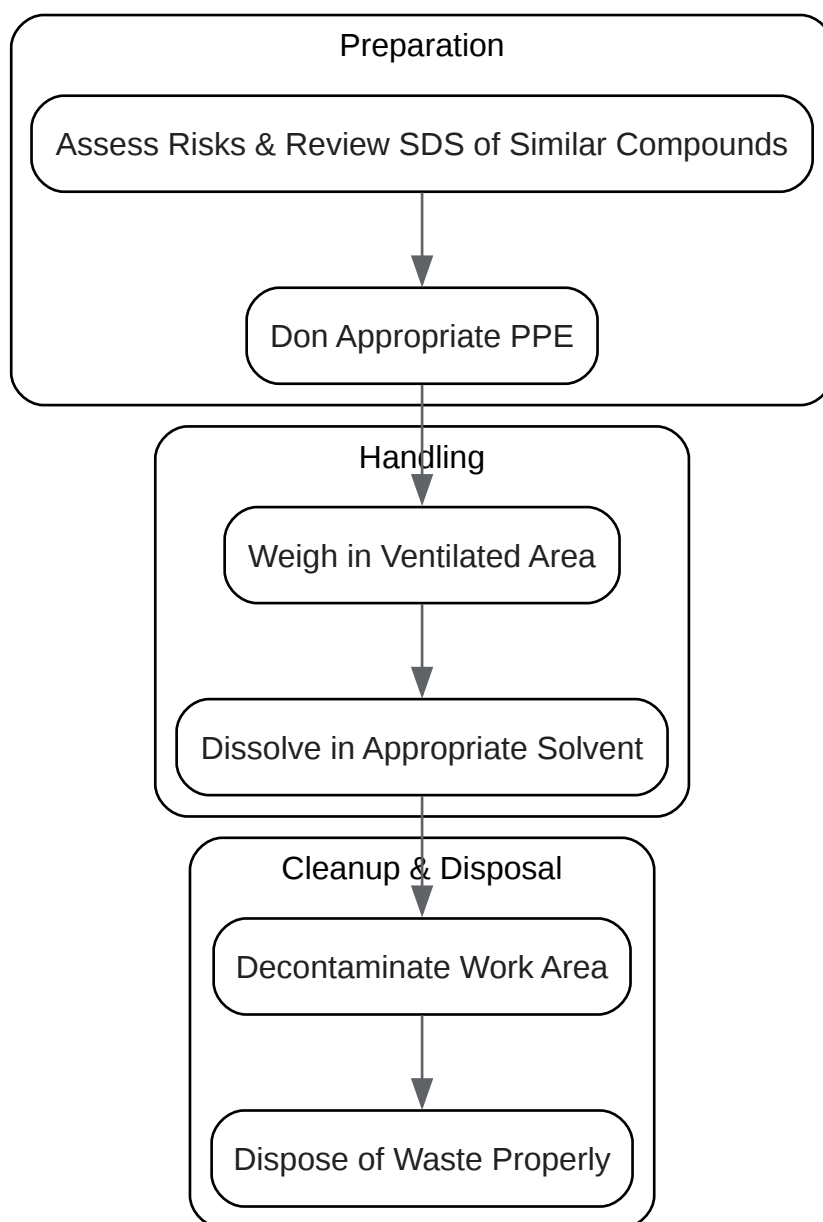 Preparation
Assess Risks & Review SDS of Similar Compounds
Don Appropriate PPE
Handling
Weigh in Ventilated Area
Dissolve in Appropriate Solvent
Cleanup & Disposal
Decontaminate Work Area
Dispose of Waste Properly